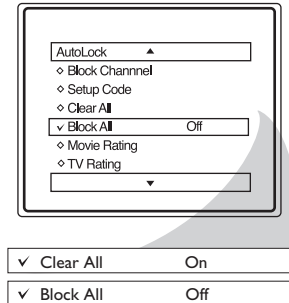 AutoLock ▲
◇ Block Channnel
◇ Setup Code
◇ Clear All
✓ Block All Off
◇ Movie Rating
◇ TV Rating
▼
✓ Clear All On
✓ Block All Off